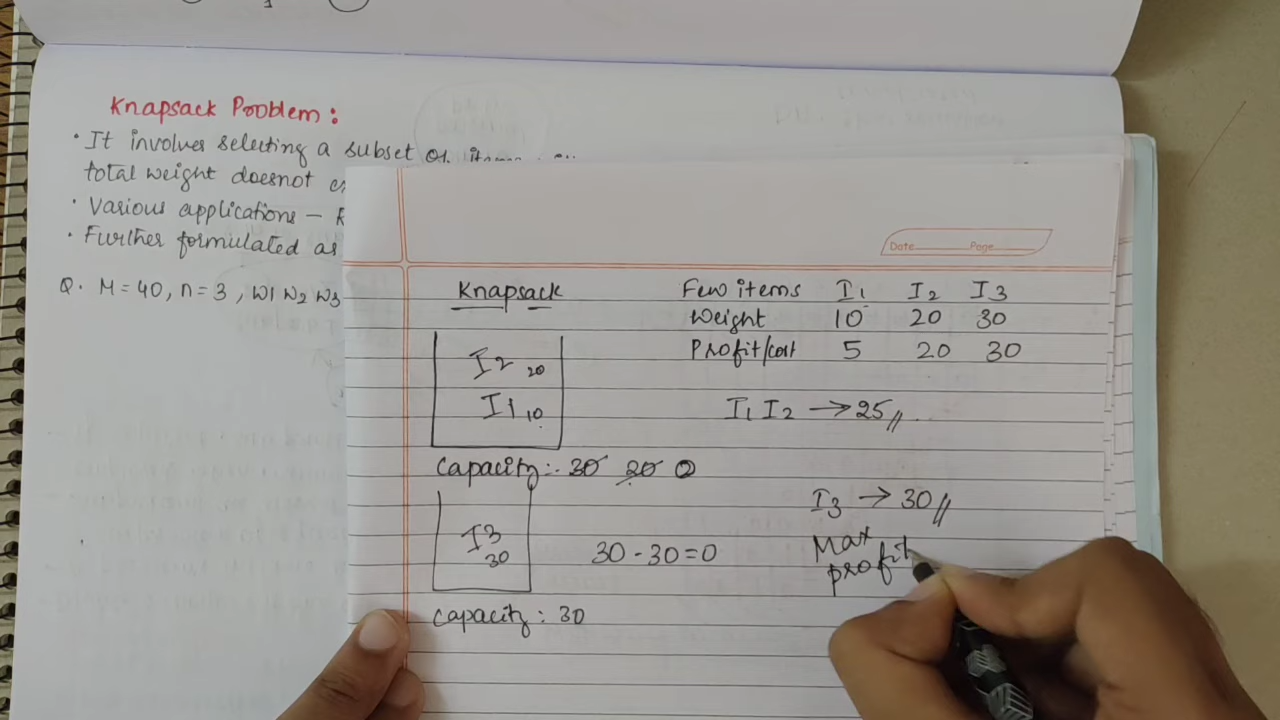 Knapsack Problem:
· It involves selecting a subset of items
total weight doesnot
· Various applications –
· Further formulated as
Q. M = 40, n = 3, w1 w2 w3
Date Page
Knapsack
Few items I1 I2 I3
Weight 10 20 30
Profit/cost 5 20 30
I2 20
I1 10
I1 I2 → 25//
Capacity:- 30 20 0
I3 → 30//
I3
30
30 - 30 = 0
Max
profit
Capacity: 30